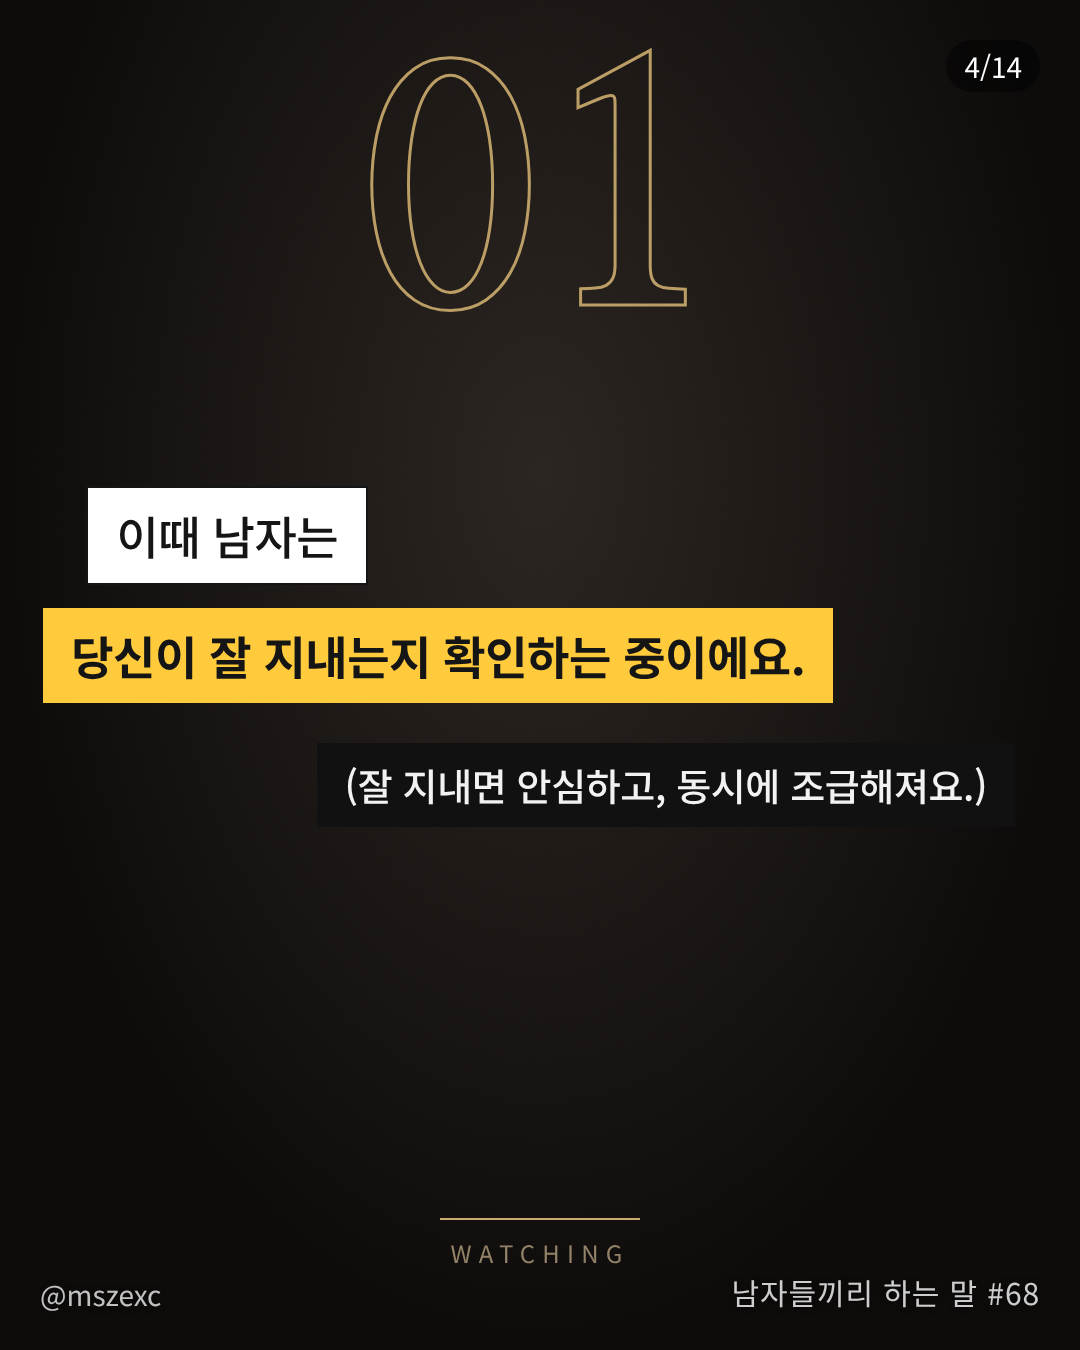 01
4/14
이때 남자는
당신이 잘 지내는지 확인하는 중이에요.
(잘 지내면 안심하고, 동시에 조급해져요.)
WATCHING
@mszexc
남자들끼리 하는 말 #68